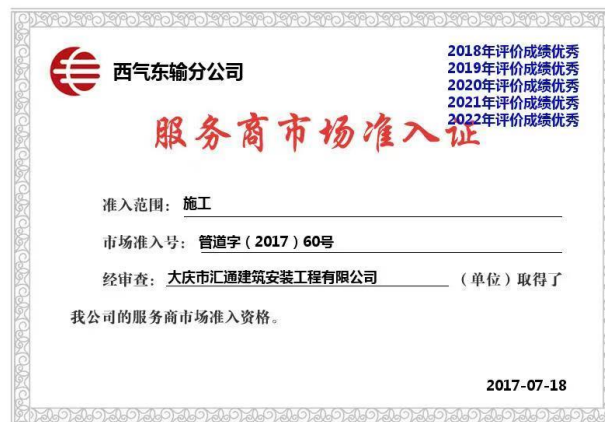 西气东输分公司
2018年评价成绩优秀
2019年评价成绩优秀
2020年评价成绩优秀
2021年评价成绩优秀
2022年评价成绩优秀
服务商市场准入证
准入范围：施工
市场准入号：管道字（2017）60号
经审查：大庆市汇通建筑安装工程有限公司（单位）取得了
我公司的服务商市场准入资格。
2017-07-18